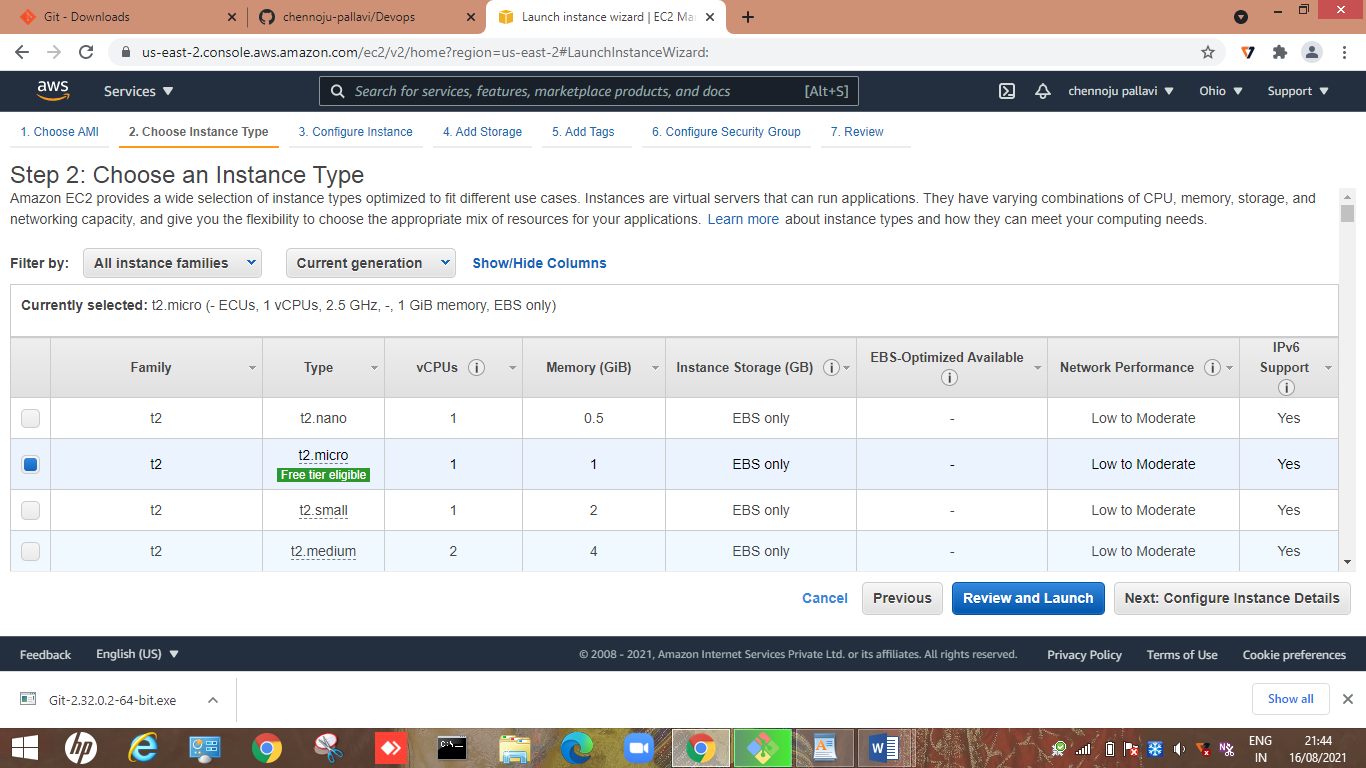 Git - Downloads
chennoju-pallavi/Devops
Launch instance wizard | EC2 Ma
us-east-2.console.aws.amazon.com/ec2/v2/home?region=us-east-2#LaunchInstanceWizard:
aws
Services
Search for services, features, marketplace products, and docs
[Alt+S]
chennoju pallavi
Ohio
Support
1. Choose AMI
2. Choose Instance Type
3. Configure Instance
4. Add Storage
5. Add Tags
6. Configure Security Group
7. Review
Step 2: Choose an Instance Type
Amazon EC2 provides a wide selection of instance types optimized to fit different use cases. Instances are virtual servers that can run applications. They have varying combinations of CPU, memory, storage, and
networking capacity, and give you the flexibility to choose the appropriate mix of resources for your applications. Learn more about instance types and how they can meet your computing needs.
Filter by: All instance families Current generation Show/Hide Columns
Currently selected: t2.micro (- ECUs, 1 vCPUs, 2.5 GHz, -, 1 GiB memory, EBS only)
Family Type vCPUs i Memory (GiB) Instance Storage (GB) i EBS-Optimized Available i Network Performance i IPv6 Support i
t2 t2.nano 1 0.5 EBS only - Low to Moderate Yes
t2 t2.micro Free tier eligible 1 1 EBS only - Low to Moderate Yes
t2 t2.small 1 2 EBS only - Low to Moderate Yes
t2 t2.medium 2 4 EBS only - Low to Moderate Yes
Cancel Previous Review and Launch Next: Configure Instance Details
Feedback English (US) © 2008 - 2021, Amazon Internet Services Private Ltd. or its affiliates. All rights reserved. Privacy Policy Terms of Use Cookie preferences
Git-2.32.0.2-64-bit.exe
Show all
hp
C:\
W
ENG
IN
21:44
16/08/2021